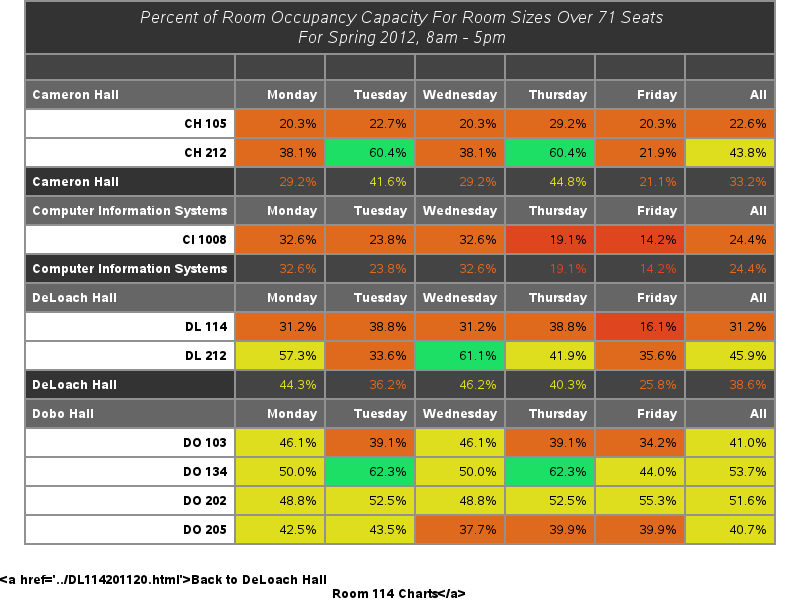 Percent of Room Occupancy Capacity For Room Sizes Over 71 Seats
For Spring 2012, 8am - 5pm
Cameron Hall Monday Tuesday Wednesday Thursday Friday All
CH 105 20.3% 22.7% 20.3% 29.2% 20.3% 22.6%
CH 212 38.1% 60.4% 38.1% 60.4% 21.9% 43.8%
Cameron Hall 29.2% 41.6% 29.2% 44.8% 21.1% 33.2%
Computer Information Systems Monday Tuesday Wednesday Thursday Friday All
CI 1008 32.6% 23.8% 32.6% 19.1% 14.2% 24.4%
Computer Information Systems 32.6% 23.8% 32.6% 19.1% 14.2% 24.4%
DeLoach Hall Monday Tuesday Wednesday Thursday Friday All
DL 114 31.2% 38.8% 31.2% 38.8% 16.1% 31.2%
DL 212 57.3% 33.6% 61.1% 41.9% 35.6% 45.9%
DeLoach Hall 44.3% 36.2% 46.2% 40.3% 25.8% 38.6%
Dobo Hall Monday Tuesday Wednesday Thursday Friday All
DO 103 46.1% 39.1% 46.1% 39.1% 34.2% 41.0%
DO 134 50.0% 62.3% 50.0% 62.3% 44.0% 53.7%
DO 202 48.8% 52.5% 48.8% 52.5% 55.3% 51.6%
DO 205 42.5% 43.5% 37.7% 39.9% 39.9% 40.7%
<a href='../DL114201120.html'>Back to DeLoach Hall
Room 114 Charts</a>